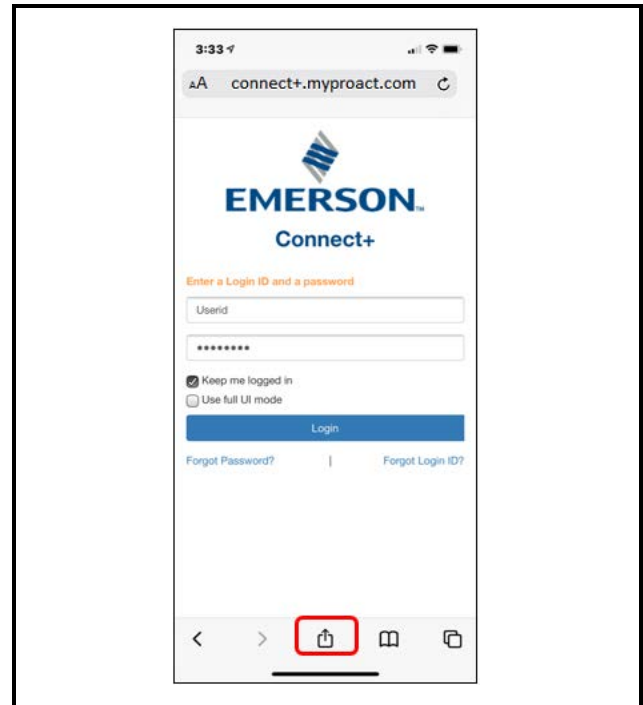 3:33
AA connect+.myproact.com
EMERSON™
Connect+
Enter a Login ID and a password
Userid
••••••••
Keep me logged in
Use full UI mode
Login
Forgot Password? | Forgot Login ID?